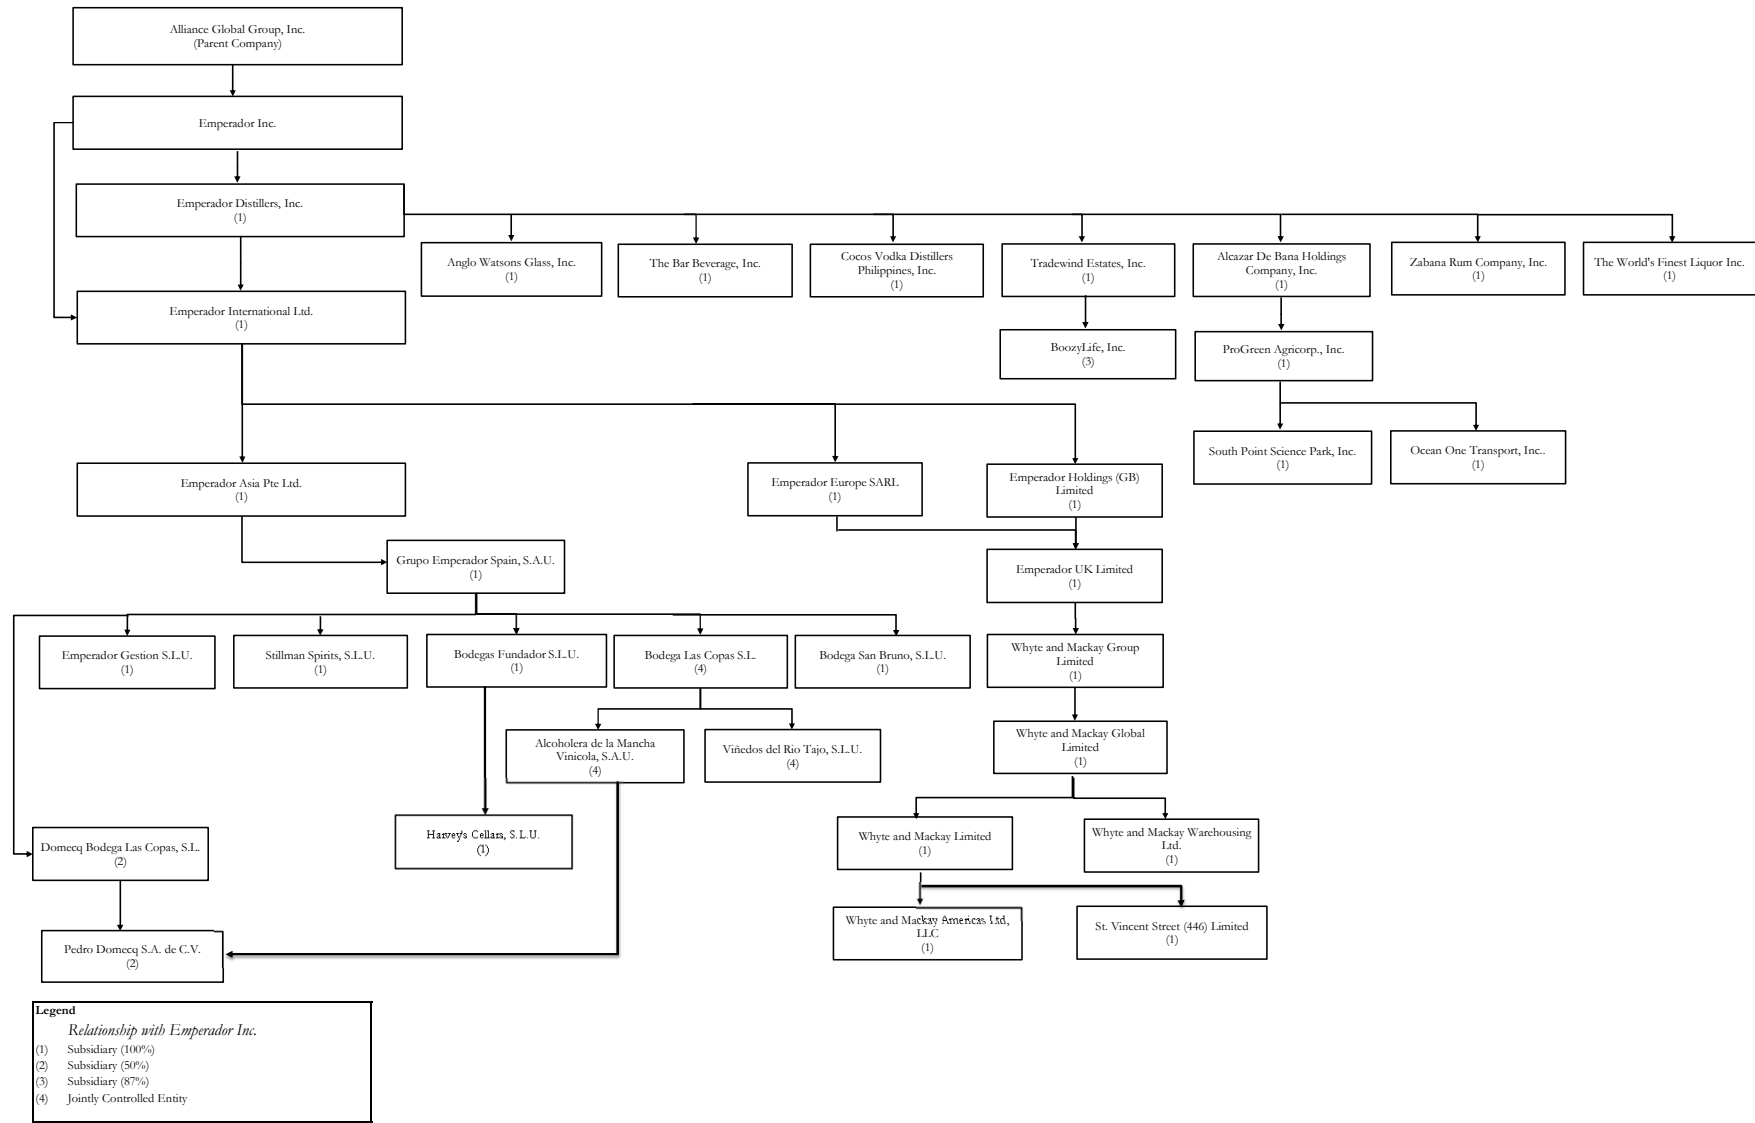 Alliance Global Group, Inc.
(Parent Company)
Emperador Inc.
Emperador Distillers, Inc.
(1)
Anglo Watsons Glass, Inc.
(1)
The Bar Beverage, Inc.
(1)
Cocos Vodka Distillers
Philippines, Inc.
(1)
Tradewind Estates, Inc.
(1)
Alcazar De Bana Holdings
Company, Inc.
(1)
Zabana Rum Company, Inc.
(1)
The World's Finest Liquor Inc.
(1)
Emperador International Ltd.
(1)
BoozyLife, Inc.
(3)
ProGreen Agricorp., Inc.
(1)
South Point Science Park, Inc.
(1)
Ocean One Transport, Inc..
(1)
Emperador Asia Pte Ltd.
(1)
Emperador Europe SARL
(1)
Emperador Holdings (GB)
Limited
(1)
Grupo Emperador Spain, S.A.U.
(1)
Emperador UK Limited
(1)
Emperador Gestion S.L.U.
(1)
Stillman Spirits, S.L.U.
(1)
Bodegas Fundador S.L.U.
(1)
Bodega Las Copas S.L.
(4)
Bodega San Bruno, S.L.U.
(1)
Whyte and Mackay Group
Limited
(1)
Alcoholera de la Mancha
Vinicola, S.A.U.
(4)
Viñedos del Rio Tajo, S.L.U.
(4)
Whyte and Mackay Global
Limited
(1)
Harvey's Cellars, S.L.U.
(1)
Whyte and Mackay Limited
(1)
Whyte and Mackay Warehousing
Ltd.
(1)
Domecq Bodega Las Copas, S.L.
(2)
Whyte and Mackay Americas Ltd,
LLC
(1)
St. Vincent Street (446) Limited
(1)
Pedro Domecq S.A. de C.V.
(2)
Legend
Relationship with Emperador Inc.
(1) Subsidiary (100%)
(2) Subsidiary (50%)
(3) Subsidiary (87%)
(4) Jointly Controlled Entity